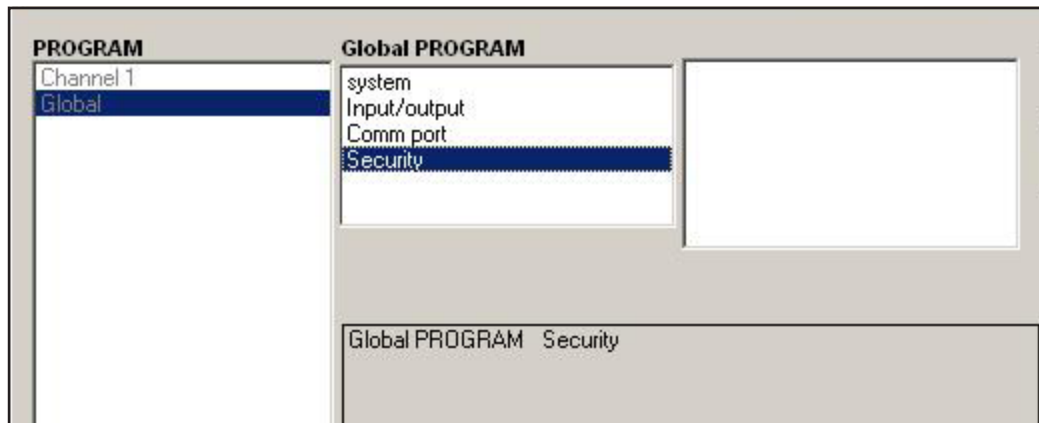 PROGRAM
Channel 1
Global
Global PROGRAM
system
Input/output
Comm port
Security
Global PROGRAM Security